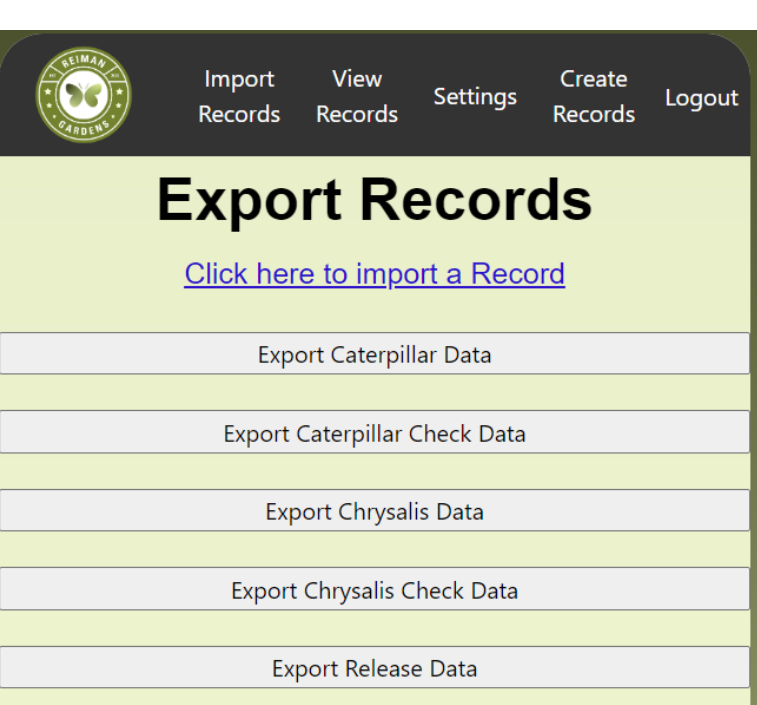 REIMAN
GARDENS
Import Records
View Records
Settings
Create Records
Logout
Export Records
Click here to import a Record
Export Caterpillar Data
Export Caterpillar Check Data
Export Chrysalis Data
Export Chrysalis Check Data
Export Release Data